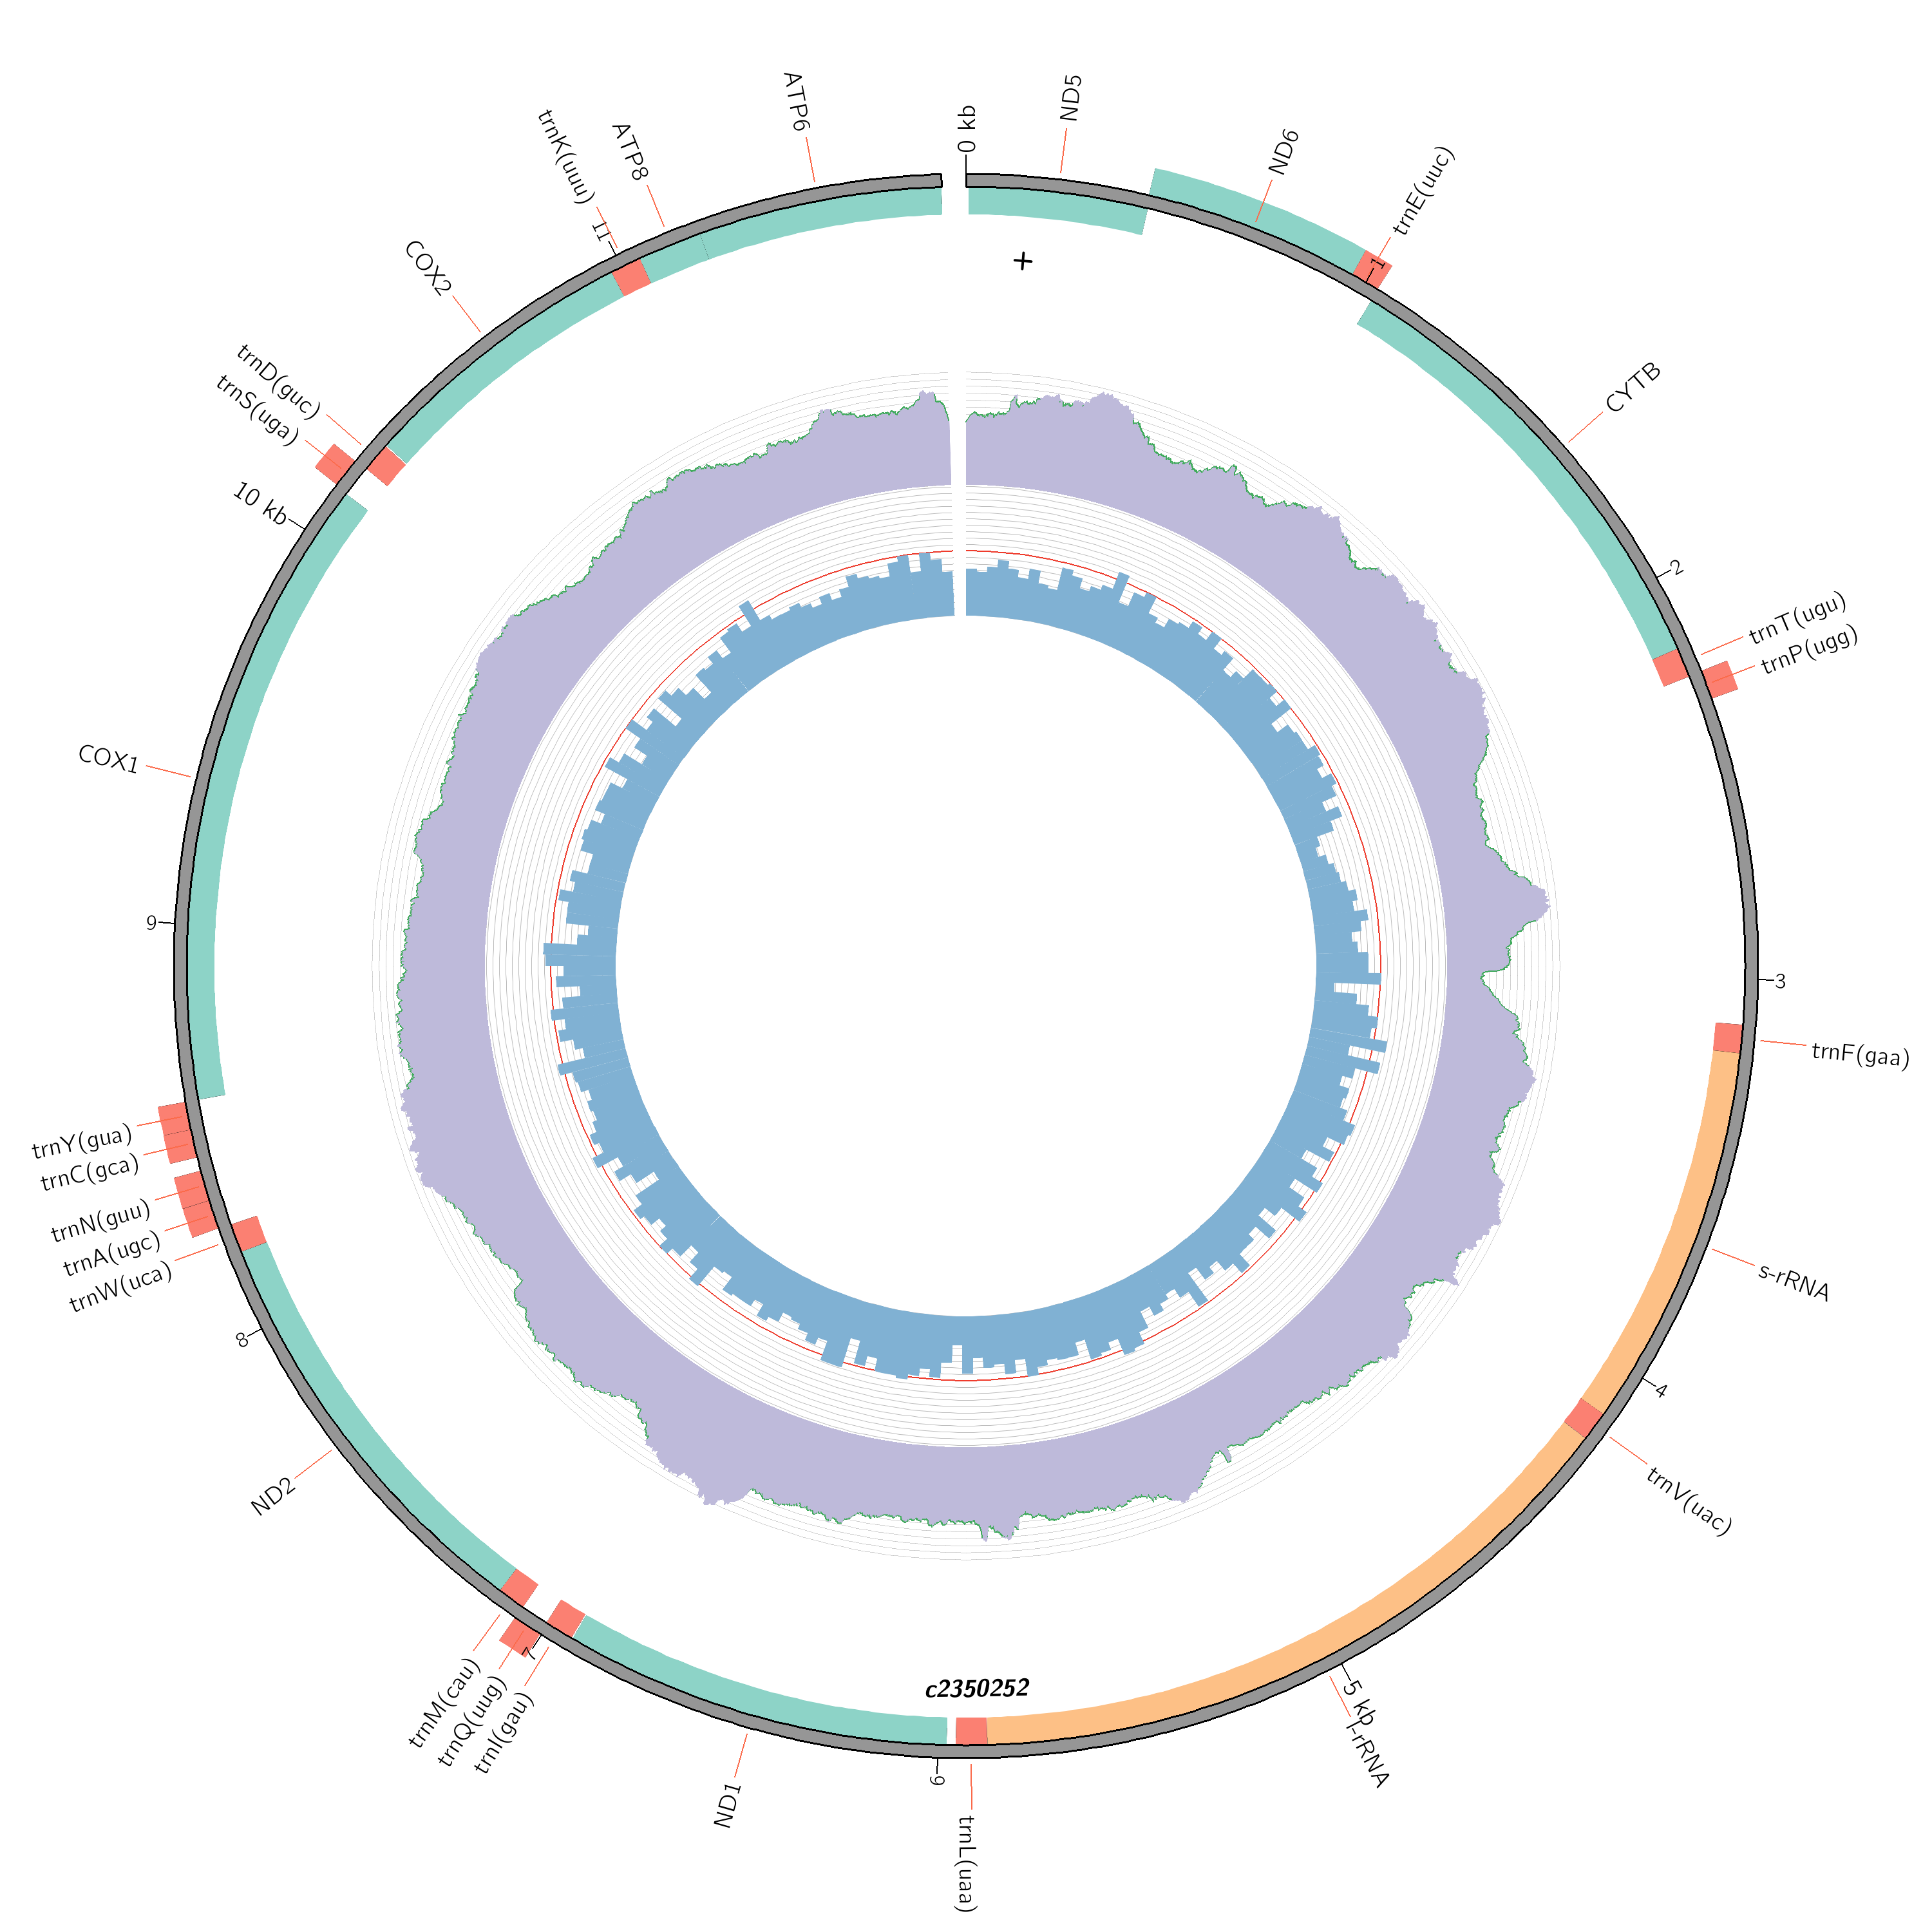 0 kb
ND5
ND6
trnE(uuc)
1
CYTB
2
trnT(ugu)
trnP(ugg)
3
trnF(gaa)
s-rRNA
4
trnV(uac)
5 kb
l-rRNA
trnL(uaa)
6
ND1
7
trnI(gau)
trnQ(uug)
trnM(cau)
ND2
8
trnW(uca)
trnA(ugc)
trnN(guu)
trnC(gca)
trnY(gua)
9
COX1
10 kb
trnS(uga)
trnD(guc)
COX2
11
trnK(uuu)
ATP8
ATP6
+
c2350252